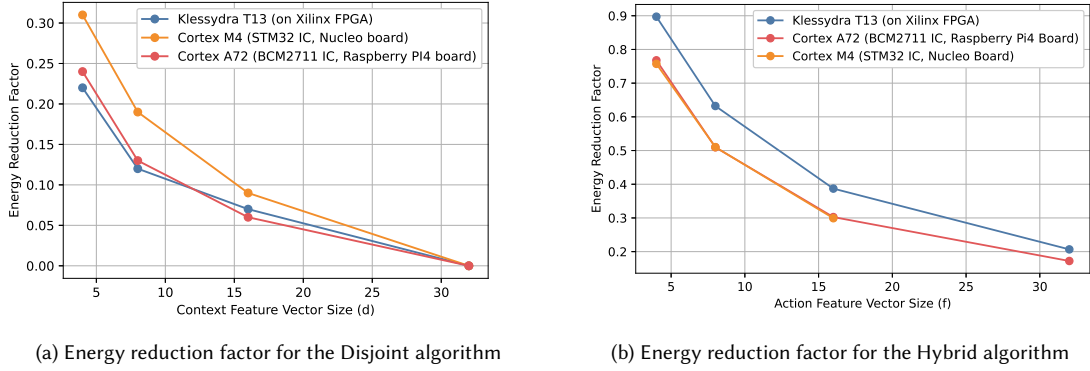 Klessydra T13 (on Xilinx FPGA)
Cortex M4 (STM32 IC, Nucleo board)
Cortex A72 (BCM2711 IC, Raspberry PI4 board)
0.30
0.25
0.20
0.15
0.10
0.05
0.00
Energy Reduction Factor
5 10 15 20 25 30
Context Feature Vector Size (d)
(a) Energy reduction factor for the Disjoint algorithm
Klessydra T13 (on Xilinx FPGA)
Cortex A72 (BCM2711 IC, Raspberry Pi4 Board)
Cortex M4 (STM32 IC, Nucleo Board)
0.9
0.8
0.7
0.6
0.5
0.4
0.3
0.2
Energy Reduction Factor
5 10 15 20 25 30
Action Feature Vector Size (f)
(b) Energy reduction factor for the Hybrid algorithm